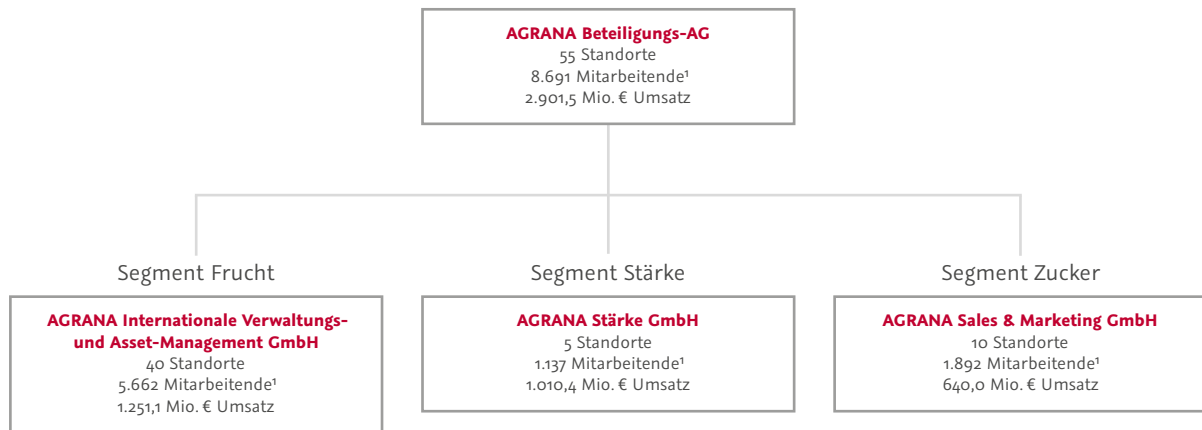 AGRANA Beteiligungs-AG
55 Standorte
8.691 Mitarbeitende¹
2.901,5 Mio. € Umsatz
Segment Frucht
AGRANA Internationale Verwaltungs-
und Asset-Management GmbH
40 Standorte
5.662 Mitarbeitende¹
1.251,1 Mio. € Umsatz
Segment Stärke
AGRANA Stärke GmbH
5 Standorte
1.137 Mitarbeitende¹
1.010,4 Mio. € Umsatz
Segment Zucker
AGRANA Sales & Marketing GmbH
10 Standorte
1.892 Mitarbeitende¹
640,0 Mio. € Umsatz